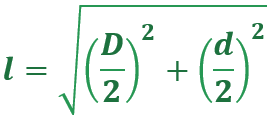 l = √((D/2)² + (d/2)²)